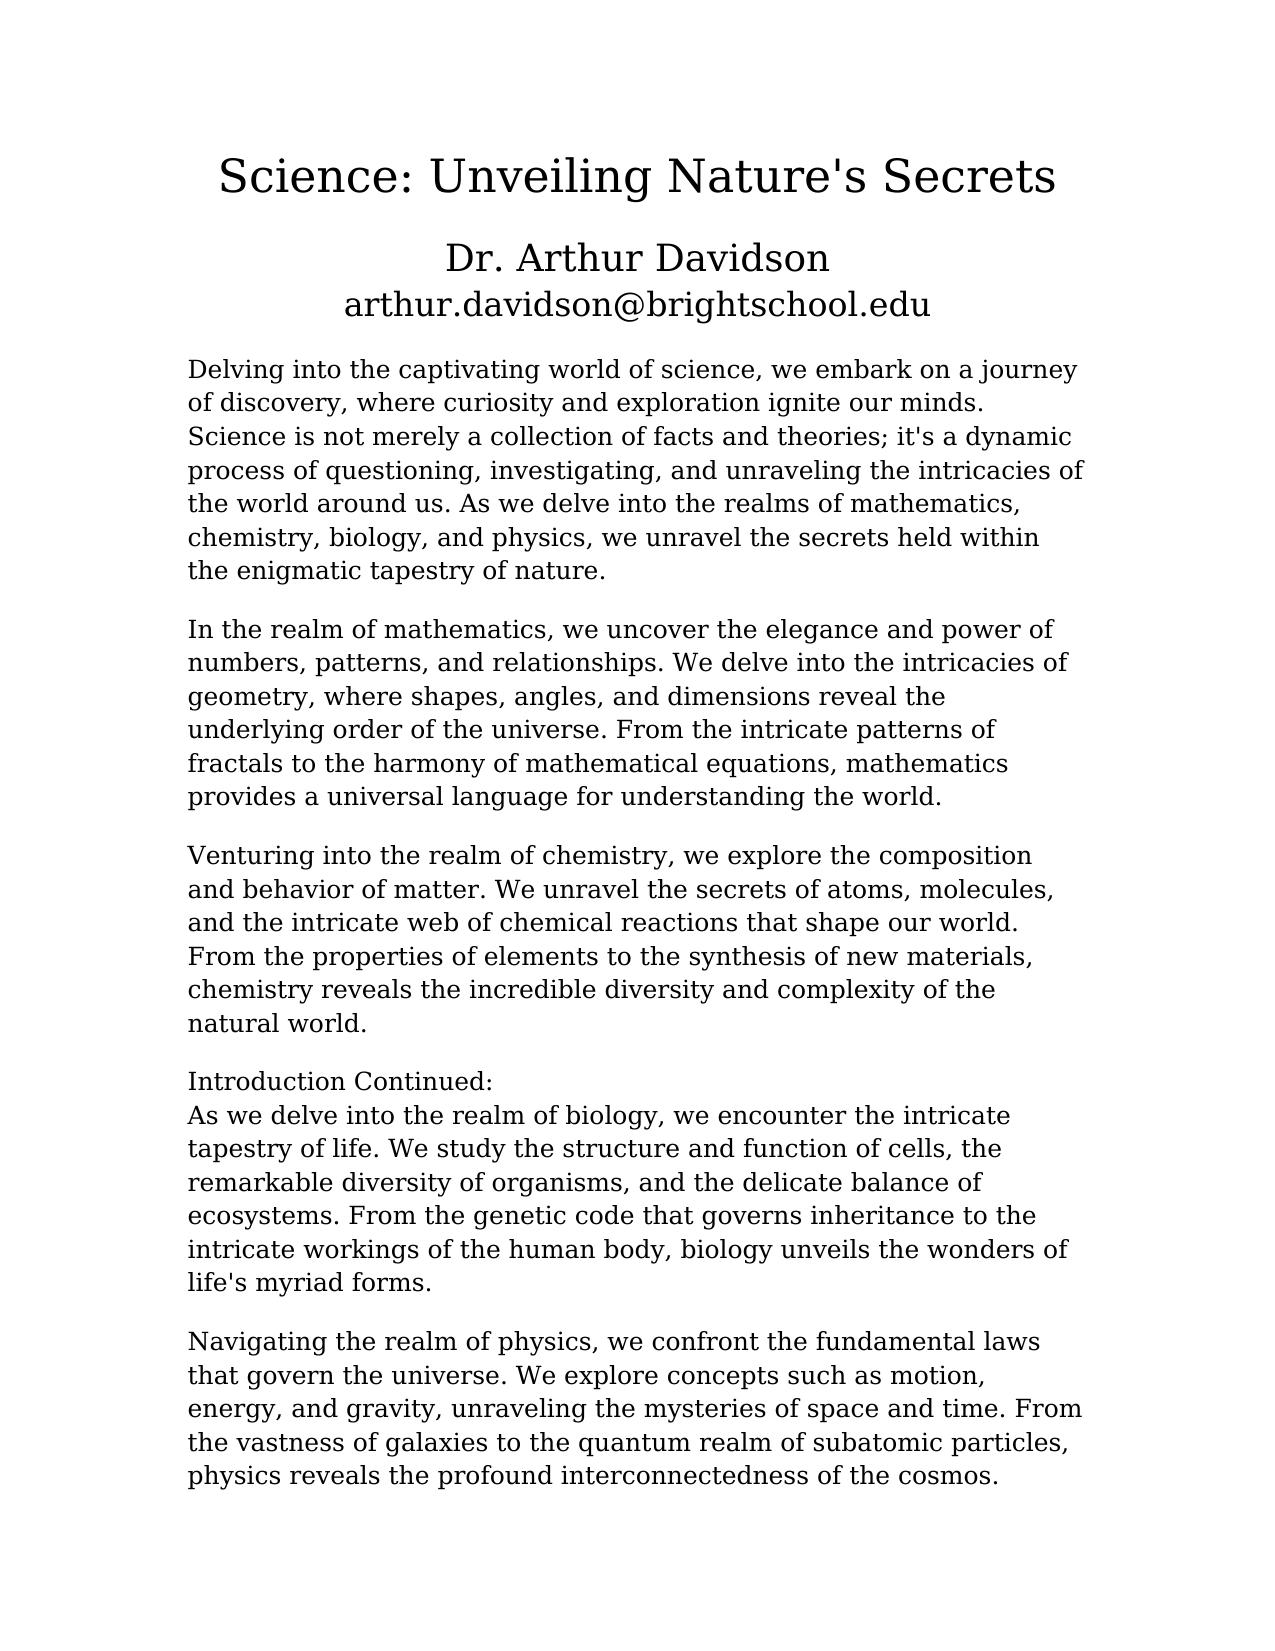 Science: Unveiling Nature's Secrets
Dr. Arthur Davidson
arthur.davidson@brightschool.edu
Delving into the captivating world of science, we embark on a journey
of discovery, where curiosity and exploration ignite our minds.
Science is not merely a collection of facts and theories; it's a dynamic
process of questioning, investigating, and unraveling the intricacies of
the world around us. As we delve into the realms of mathematics,
chemistry, biology, and physics, we unravel the secrets held within
the enigmatic tapestry of nature.
In the realm of mathematics, we uncover the elegance and power of
numbers, patterns, and relationships. We delve into the intricacies of
geometry, where shapes, angles, and dimensions reveal the
underlying order of the universe. From the intricate patterns of
fractals to the harmony of mathematical equations, mathematics
provides a universal language for understanding the world.
Venturing into the realm of chemistry, we explore the composition
and behavior of matter. We unravel the secrets of atoms, molecules,
and the intricate web of chemical reactions that shape our world.
From the properties of elements to the synthesis of new materials,
chemistry reveals the incredible diversity and complexity of the
natural world.
Introduction Continued:
As we delve into the realm of biology, we encounter the intricate
tapestry of life. We study the structure and function of cells, the
remarkable diversity of organisms, and the delicate balance of
ecosystems. From the genetic code that governs inheritance to the
intricate workings of the human body, biology unveils the wonders of
life's myriad forms.
Navigating the realm of physics, we confront the fundamental laws
that govern the universe. We explore concepts such as motion,
energy, and gravity, unraveling the mysteries of space and time. From
the vastness of galaxies to the quantum realm of subatomic particles,
physics reveals the profound interconnectedness of the cosmos.